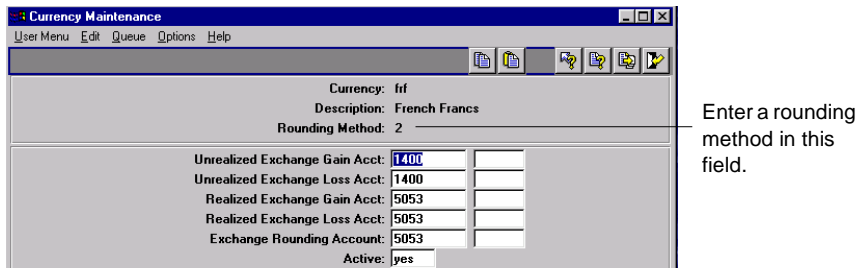 Currency Maintenance
User Menu Edit Queue Options Help
Currency: frf
Description: French Francs
Rounding Method: 2
Enter a rounding
method in this
field.
Unrealized Exchange Gain Acct: 1400
Unrealized Exchange Loss Acct: 1400
Realized Exchange Gain Acct: 5053
Realized Exchange Loss Acct: 5053
Exchange Rounding Account: 5053
Active: yes